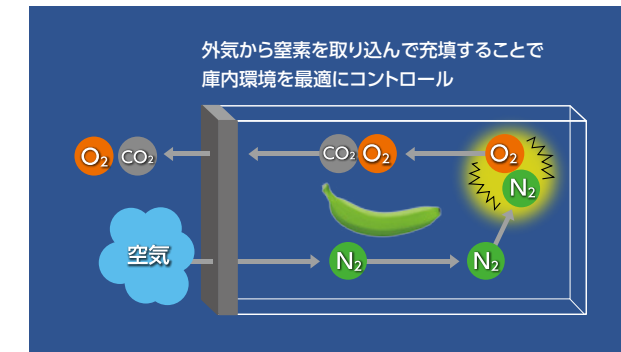 外気から窒素を取り込んで充填することで
庫内環境を最適にコントロール
O₂ CO₂ CO₂ O₂ O₂
N₂
空気 N₂ N₂